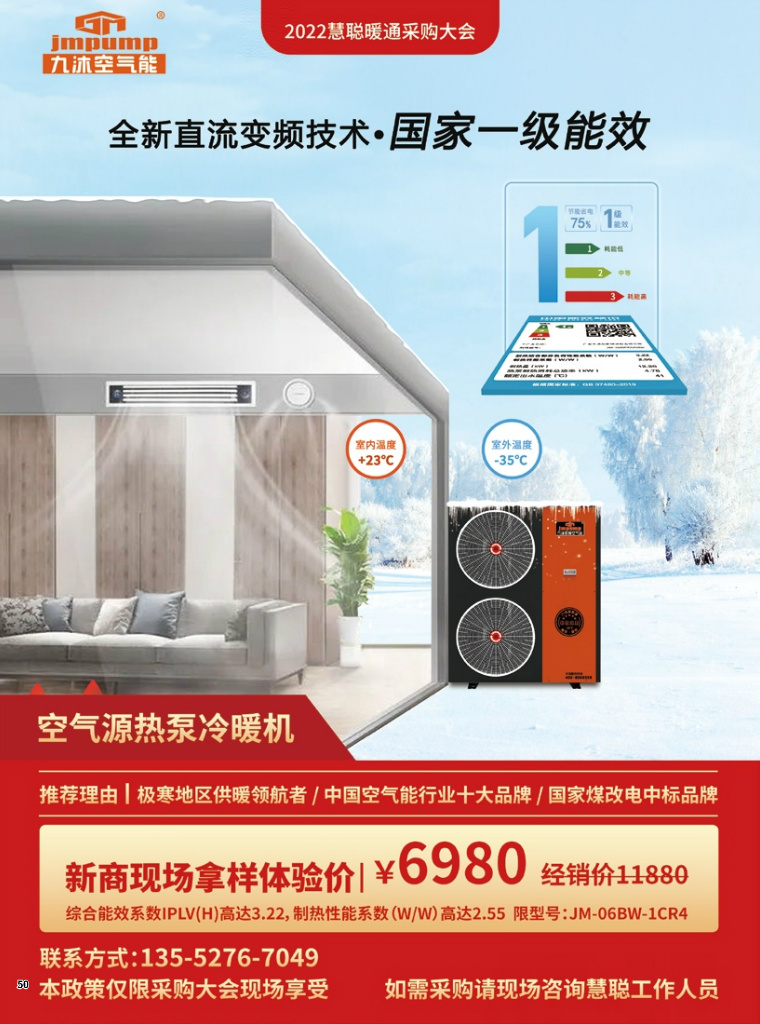 jmpump
®
九沐空气能
2022慧聪暖通采购大会
全新直流变频技术·国家一级能效
1
节能省电
75%
1级
能效
1 耗能低
2 中等
3 耗能高
室内温度
+23℃
室外温度
-35℃
jmpump
空气源热泵冷暖机
推荐理由 | 极寒地区供暖领航者 / 中国空气能行业十大品牌 / 国家煤改电中标品牌
新商现场拿样体验价 | ¥6980 经销价11880
综合能效系数IPLV(H)高达3.22, 制热性能系数（W/W）高达2.55 限型号：JM-06BW-1CR4
联系方式：135-5276-7049
50 本政策仅限采购大会现场享受 如需采购请现场咨询慧聪工作人员